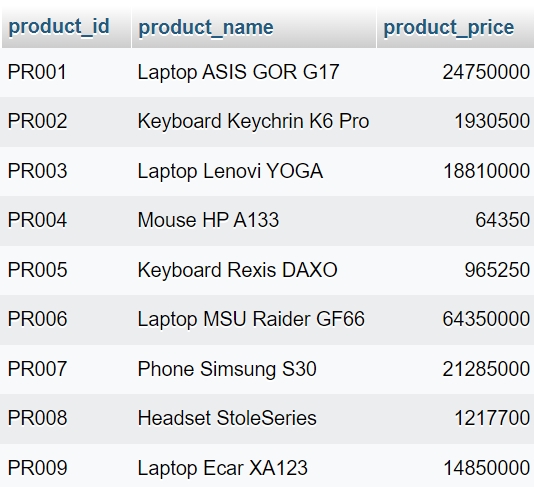 product_id product_name product_price
PR001 Laptop ASIS GOR G17 24750000
PR002 Keyboard Keychrin K6 Pro 1930500
PR003 Laptop Lenovi YOGA 18810000
PR004 Mouse HP A133 64350
PR005 Keyboard Rexis DAXO 965250
PR006 Laptop MSU Raider GF66 64350000
PR007 Phone Simsung S30 21285000
PR008 Headset StoleSeries 1217700
PR009 Laptop Ecar XA123 14850000